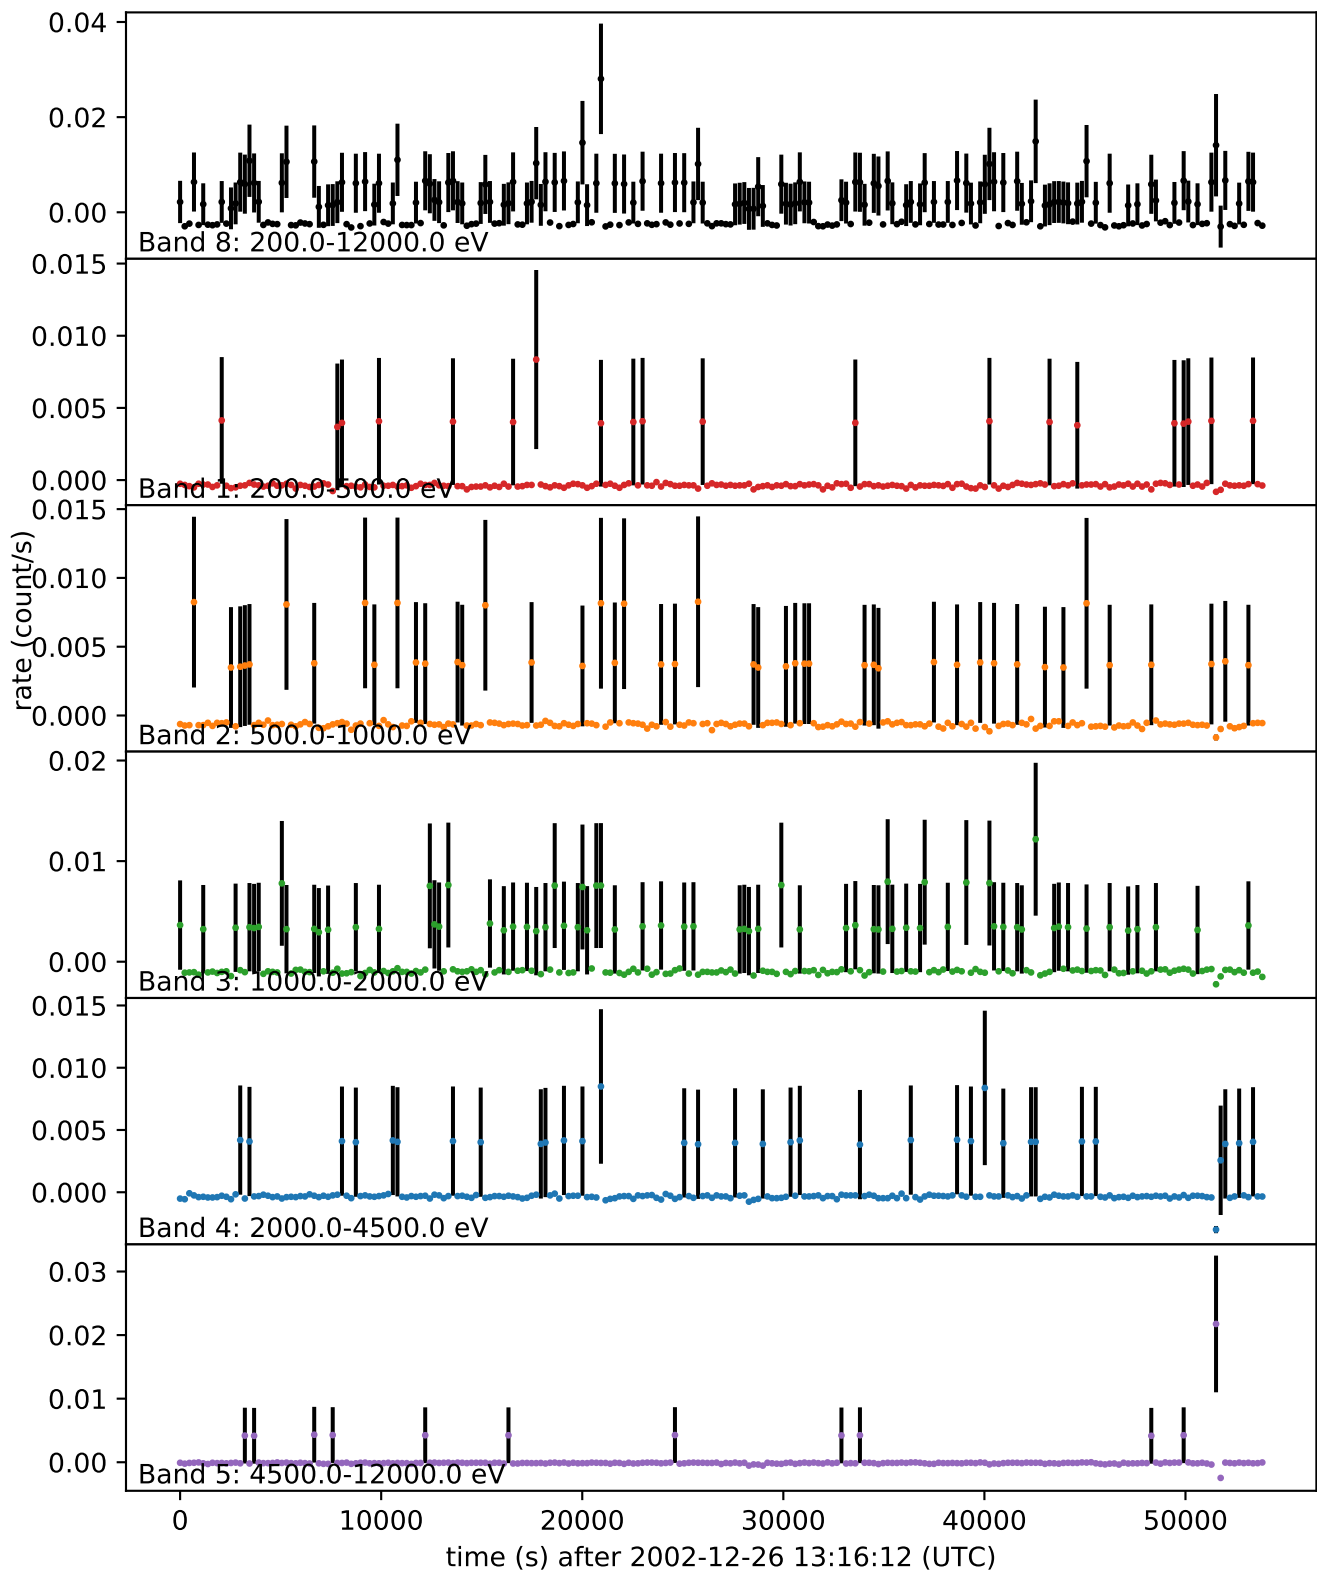 0.04
0.02
0.00
Band 8: 200.0-12000.0 eV
0.015
0.010
0.005
0.000
Band 1: 200.0-500.0 eV
0.015
0.010
0.005
0.000
Band 2: 500.0-1000.0 eV
rate (count/s)
0.02
0.01
0.00
Band 3: 1000.0-2000.0 eV
0.015
0.010
0.005
0.000
Band 4: 2000.0-4500.0 eV
0.03
0.02
0.01
0.00
Band 5: 4500.0-12000.0 eV
0 10000 20000 30000 40000 50000
time (s) after 2002-12-26 13:16:12 (UTC)